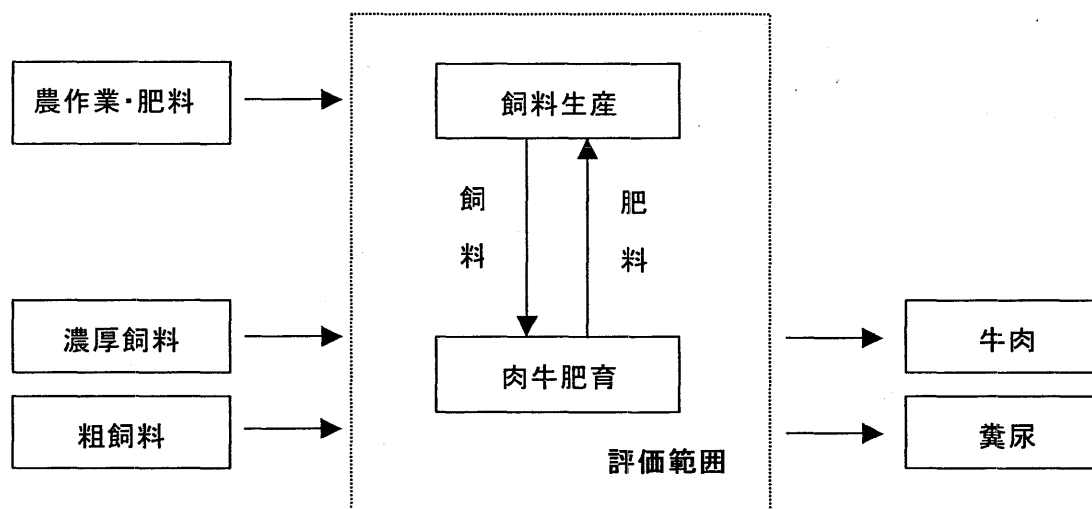 農作業・肥料
飼料生産
飼料
肥料
濃厚飼料
肉牛肥育
牛肉
粗飼料
糞尿
評価範囲